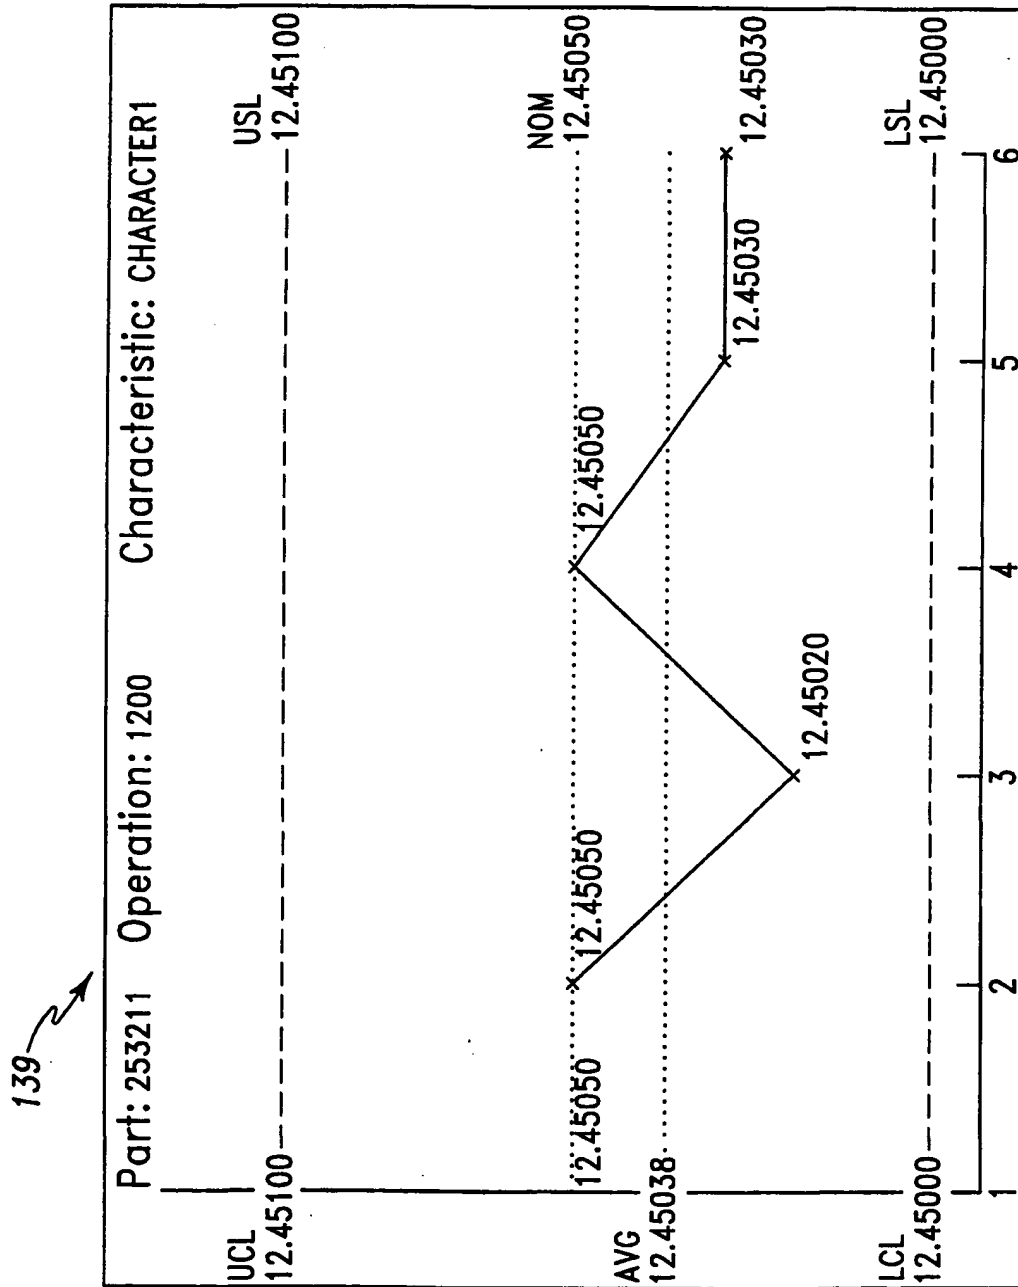 139
Part: 253211 Operation: 1200 Characteristic: CHARACTER1
UCL
12.45100
USL
12.45100
NOM
12.45050
12.45050
12.45050
12.45050
AVG
12.45038
12.45030
12.45030
12.45020
LCL
12.45000
LSL
12.45000
1 2 3 4 5 6